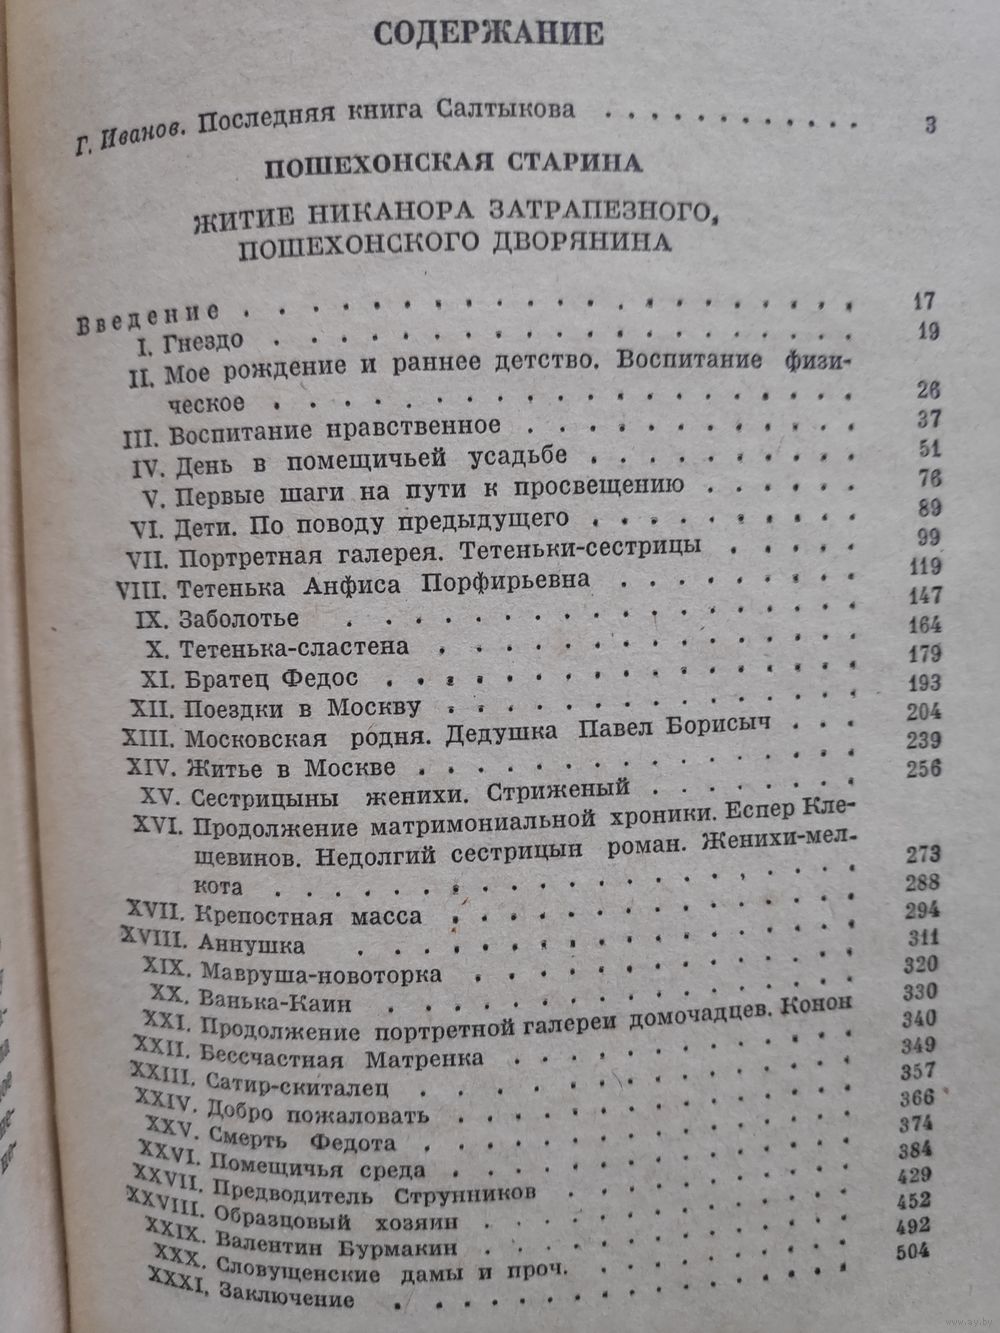 СОДЕРЖАНИЕ
Г. Иванов. Последняя книга Салтыкова . . . . . . . . . . . . 3
ПОШЕХОНСКАЯ СТАРИНА
ЖИТИЕ НИКАНОРА ЗАТРАПЕЗНОГО,
ПОШЕХОНСКОГО ДВОРЯНИНА
Введение . . . . . . . . . . . . . . . . . . 17
I. Гнездо . . . . . . . . . . . . . . . . . . 19
II. Мое рождение и раннее детство. Воспитание физи-
ческое . . . . . . . . . . . . . . . . . . 26
III. Воспитание нравственное . . . . . . . . . . . 37
IV. День в помещичьей усадьбе . . . . . . . . . . 51
V. Первые шаги на пути к просвещению . . . . . . 76
VI. Дети. По поводу предыдущего . . . . . . . . . 89
VII. Портретная галерея. Тетеньки-сестрицы . . . . . 99
VIII. Тетенька Анфиса Порфирьевна . . . . . . . . . 119
IX. Заболотье . . . . . . . . . . . . . . . . 147
X. Тетенька-сластена . . . . . . . . . . . . . . 164
XI. Братец Федос . . . . . . . . . . . . . . . 179
XII. Поездки в Москву . . . . . . . . . . . . . 193
XIII. Московская родня. Дедушка Павел Борисыч . . . 204
XIV. Житье в Москве . . . . . . . . . . . . . . 239
XV. Сестрицыны женихи. Стриженый . . . . . . . 256
XVI. Продолжение матримониальной хроники. Еспер Кле-
щевинов. Недолгий сестрицын роман. Женихи-мел-
кота . . . . . . . . . . . . . . . . . . 273
XVII. Крепостная масса . . . . . . . . . . . . . 288
XVIII. Аннушка . . . . . . . . . . . . . . . . 294
XIX. Мавруша-новоторка . . . . . . . . . . . . 311
XX. Ванька-Каин . . . . . . . . . . . . . . . 320
XXI. Продолжение портретной галереи домочадцев. Конон 330
XXII. Бессчастная Матренка . . . . . . . . . . . 340
XXIII. Сатир-скиталец . . . . . . . . . . . . . . 349
XXIV. Добро пожаловать . . . . . . . . . . . . . 357
XXV. Смерть Федота . . . . . . . . . . . . . . 366
XXVI. Помещичья среда . . . . . . . . . . . . . 374
XXVII. Предводитель Струнников . . . . . . . . . 384
XXVIII. Образцовый хозяин . . . . . . . . . . . . 429
XXIX. Валентин Бурмакин . . . . . . . . . . . . 452
XXX. Словущенские дамы и проч. . . . . . . . . 492
XXXI. Заключение . . . . . . . . . . . . . . . . 504
www.ay.by